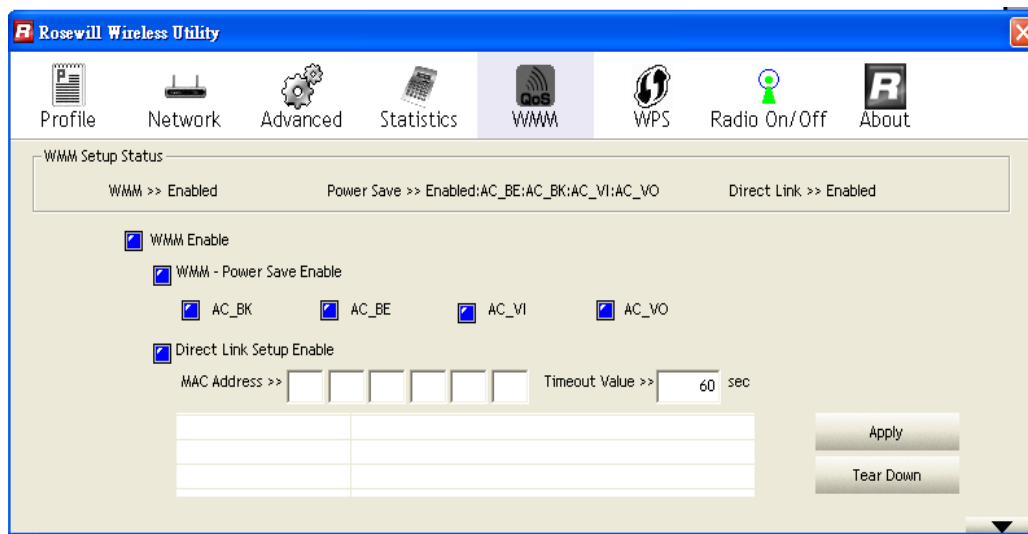 R Rosewill Wireless Utility
Profile Network Advanced Statistics QoS WMM WPS Radio On/Off R About
WMM Setup Status
WMM >> Enabled Power Save >> Enabled:AC_BE:AC_BK:AC_VI:AC_VO Direct Link >> Enabled
WMM Enable
WMM - Power Save Enable
AC_BK AC_BE AC_VI AC_VO
Direct Link Setup Enable
MAC Address >> Timeout Value >> 60 sec
Apply
Tear Down